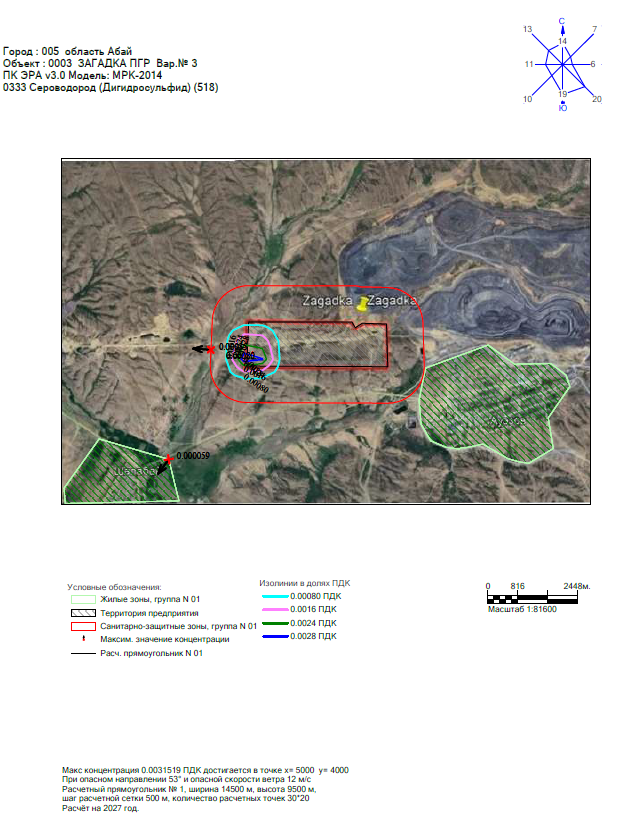 Город : 005 область Абай
Объект : 0003 ЗАГАДКА ПГР Вар.№ 3
ПК ЭРА v3.0 Модель: МРК-2014
0333 Сероводород (Дигидросульфид) (518)
С
13 14 7
11 6
10 19 20
Ю
Zagadka Zagadka
Ауэзов
0.000059
Условные обозначения:
Жилые зоны, группа N 01
Территория предприятия
Санитарно-защитные зоны, группа N 01
Максим. значение концентрации
Расч. прямоугольник N 01
Изолинии в долях ПДК
0.00080 ПДК
0.0016 ПДК
0.0024 ПДК
0.0028 ПДК
0 816 2448м.
Масштаб 1:81600
Макс концентрация 0.0031519 ПДК достигается в точке x= 5000 y= 4000
При опасном направлении 53° и опасной скорости ветра 12 м/с
Расчетный прямоугольник № 1, ширина 14500 м, высота 9500 м,
шаг расчетной сетки 500 м, количество расчетных точек 30*20
Расчёт на 2027 год.